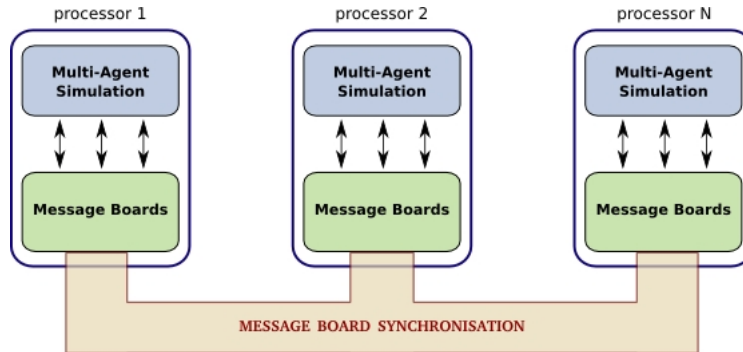 processor 1
processor 2
processor N
Multi-Agent
Simulation
Multi-Agent
Simulation
Multi-Agent
Simulation
Message Boards
Message Boards
Message Boards
MESSAGE BOARD SYNCHRONISATION